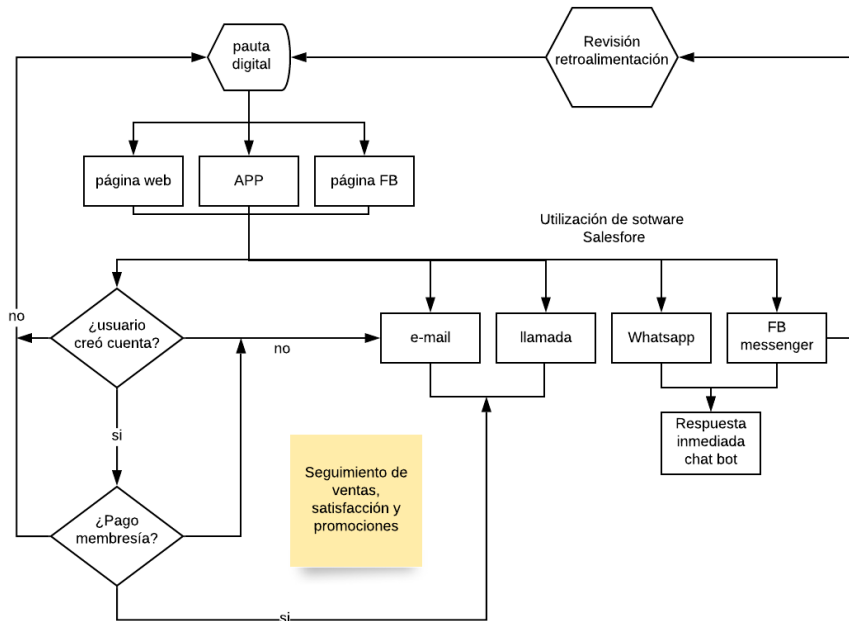 pauta
digital
Revisión
retroalimentación
página web
APP
página FB
Utilización de sotware
Salesfore
no
¿usuario
creó cuenta?
no
e-mail
llamada
Whatsapp
FB
messenger
si
Respuesta
inmediada
chat bot
Seguimiento de
ventas,
satisfacción y
promociones
¿Pago
membresía?
si